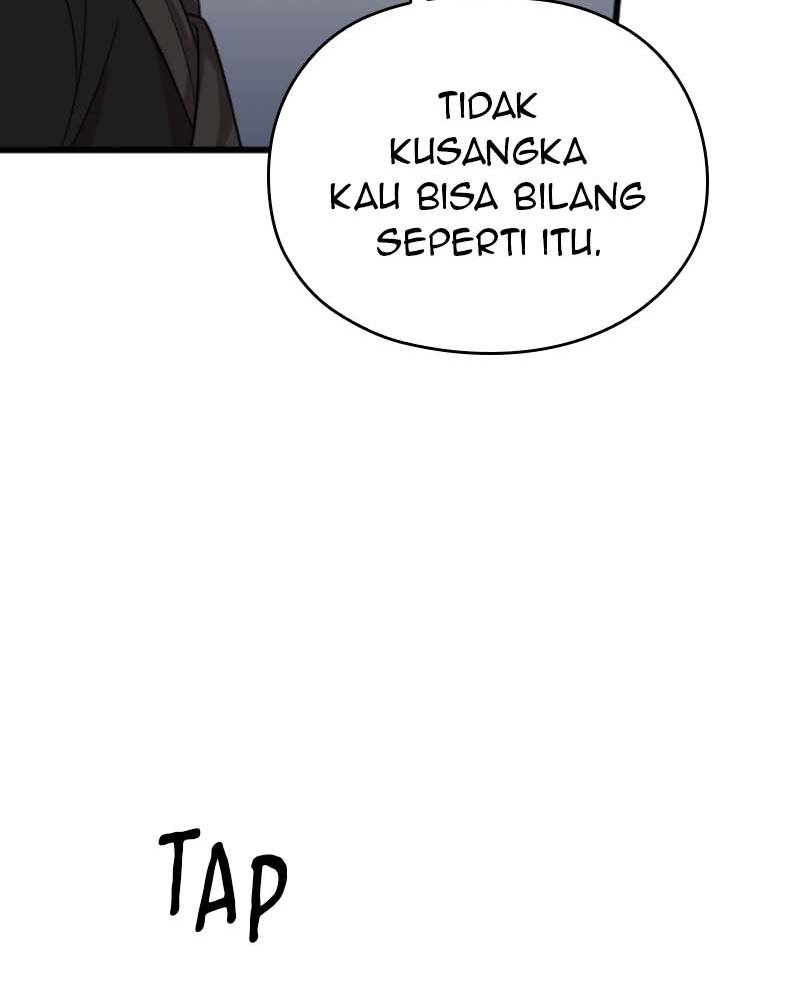 TIDAK
KUSANGKA
KAU BISA BILANG
SEPERTI ITU.
TAP